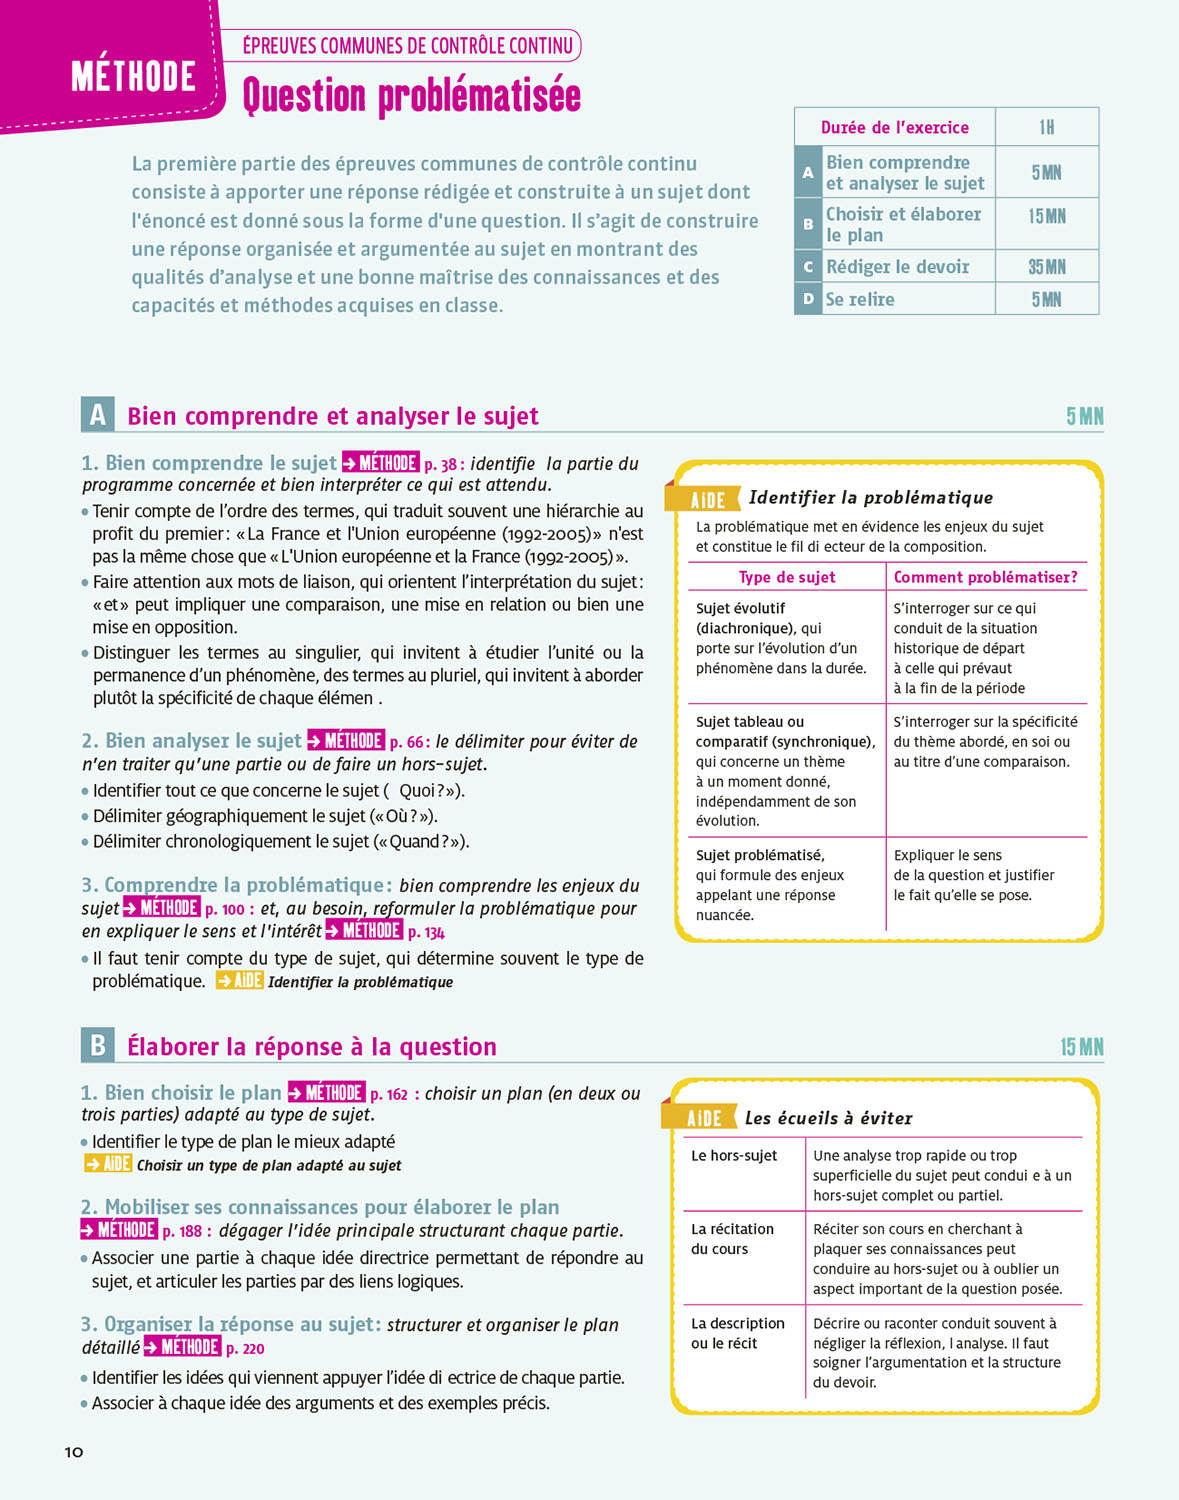 MÉTHODE
ÉPREUVES COMMUNES DE CONTRÔLE CONTINU
Question problématisée
La première partie des épreuves communes de contrôle continu
consiste à apporter une réponse rédigée et construite à un sujet dont
l'énoncé est donné sous la forme d'une question. Il s’agit de construire
une réponse organisée et argumentée au sujet en montrant des
qualités d’analyse et une bonne maîtrise des connaissances et des
capacités et méthodes acquises en classe.
Durée de l’exercice 1H
A Bien comprendre
et analyser le sujet 5MN
B Choisir et élaborer
le plan 15MN
C Rédiger le devoir 35MN
D Se relire 5MN
A Bien comprendre et analyser le sujet 5MN
1. Bien comprendre le sujet → MÉTHODE p. 38 : identifie la partie du
programme concernée et bien interpréter ce qui est attendu.
• Tenir compte de l’ordre des termes, qui traduit souvent une hiérarchie au
profit du premier : «La France et l'Union européenne (1992-2005)» n'est
pas la même chose que «L'Union européenne et la France (1992-2005)».
• Faire attention aux mots de liaison, qui orientent l’interprétation du sujet :
«et» peut impliquer une comparaison, une mise en relation ou bien une
mise en opposition.
• Distinguer les termes au singulier, qui invitent à étudier l’unité ou la
permanence d’un phénomène, des termes au pluriel, qui invitent à aborder
plutôt la spécificité de chaque élémen .
2. Bien analyser le sujet → MÉTHODE p. 66 : le délimiter pour éviter de
n’en traiter qu’une partie ou de faire un hors-sujet.
• Identifier tout ce que concerne le sujet ( Quoi ?»).
• Délimiter géographiquement le sujet («Où ?»).
• Délimiter chronologiquement le sujet («Quand ?»).
3. Comprendre la problématique : bien comprendre les enjeux du
sujet → MÉTHODE p. 100 : et, au besoin, reformuler la problématique pour
en expliquer le sens et l'intérêt → MÉTHODE p. 134
• Il faut tenir compte du type de sujet, qui détermine souvent le type de
problématique. → AIDE Identifier la problématique
AIDE Identifier la problématique
La problématique met en évidence les enjeux du sujet
et constitue le fil di ecteur de la composition.
Type de sujet Comment problématiser ?
Sujet évolutif
(diachronique), qui
porte sur l’évolution d’un
phénomène dans la durée.
S’interroger sur ce qui
conduit de la situation
historique de départ
à celle qui prévaut
à la fin de la période
Sujet tableau ou
comparatif (synchronique),
qui concerne un thème
à un moment donné,
indépendamment de son
évolution.
S’interroger sur la spécificité
du thème abordé, en soi ou
au titre d’une comparaison.
Sujet problématisé,
qui formule des enjeux
appelant une réponse
nuancée.
Expliquer le sens
de la question et justifier
le fait qu’elle se pose.
B Élaborer la réponse à la question 15MN
1. Bien choisir le plan → MÉTHODE p. 162 : choisir un plan (en deux ou
trois parties) adapté au type de sujet.
• Identifier le type de plan le mieux adapté
→ AIDE Choisir un type de plan adapté au sujet
2. Mobiliser ses connaissances pour élaborer le plan
→ MÉTHODE p. 188 : dégager l’idée principale structurant chaque partie.
• Associer une partie à chaque idée directrice permettant de répondre au
sujet, et articuler les parties par des liens logiques.
3. Organiser la réponse au sujet : structurer et organiser le plan
détaillé → MÉTHODE p. 220
• Identifier les idées qui viennent appuyer l’idée di ectrice de chaque partie.
• Associer à chaque idée des arguments et des exemples précis.
AIDE Les écueils à éviter
Le hors-sujet
Une analyse trop rapide ou trop
superficielle du sujet peut condui e à un
hors-sujet complet ou partiel.
La récitation
du cours
Réciter son cours en cherchant à
plaquer ses connaissances peut
conduire au hors-sujet ou à oublier un
aspect important de la question posée.
La description
ou le récit
Décrire ou raconter conduit souvent à
négliger la réflexion, l analyse. Il faut
soigner l’argumentation et la structure
du devoir.
10